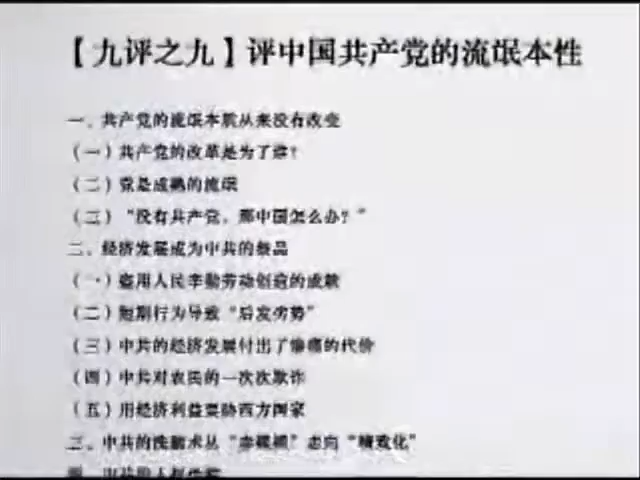 【九评之九】评中国共产党的流氓本性
一、共产党的流氓本质从来没有改变
（一）共产党的改革是为了谁？
（二）党是成熟的流氓
（三）“没有共产党，那中国怎么办？”
二、经济发展成为中共的祭品
（一）盗用人民辛勤劳动创造的成就
（二）短期行为导致“后发劣势”
（三）中共的经济发展付出了惨痛的代价
（四）中共对农民的一次次欺诈
（五）用经济利益要胁西方国家
三、中共的洗脑术从“赤裸裸”走向“精致化”
四、中共的人权